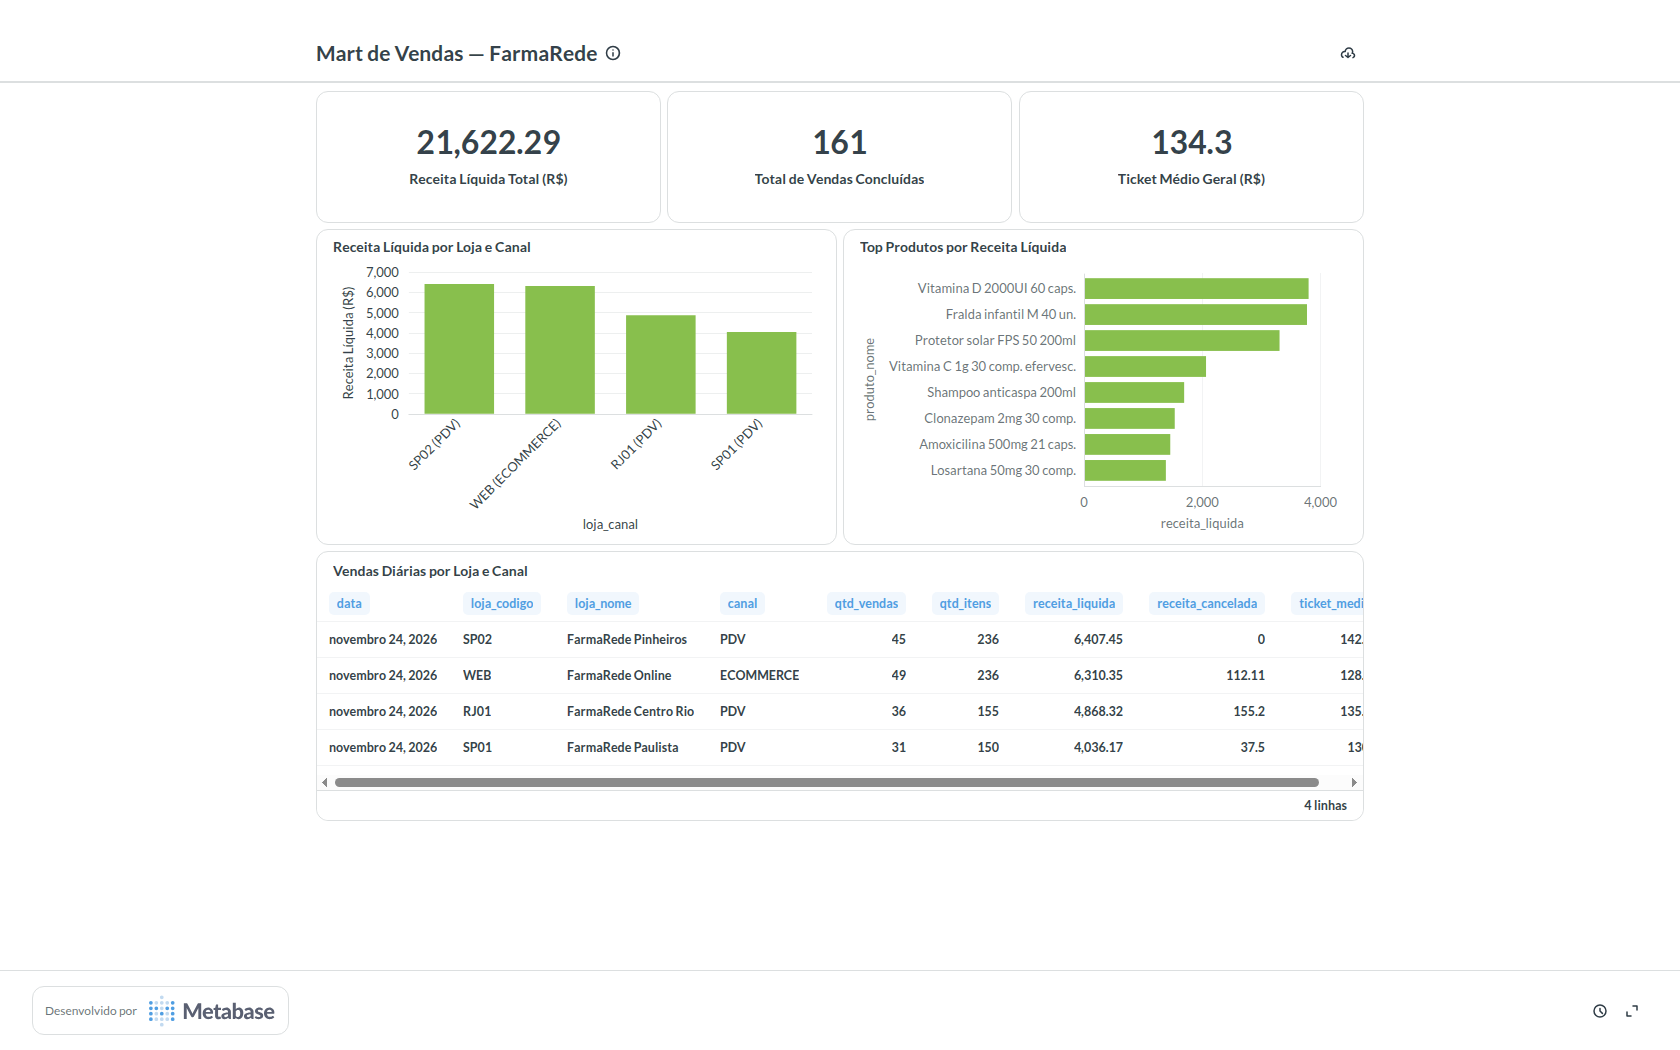 Mart de Vendas — FarmaRede
21,622.29
Receita Líquida Total (R$)
161
Total de Vendas Concluídas
134.3
Ticket Médio Geral (R$)
Receita Líquida por Loja e Canal
Receita Líquida (R$)
7,000
6,000
5,000
4,000
3,000
2,000
1,000
0
SP02 (PDV)
WEB (ECOMMERCE)
RJ01 (PDV)
SP01 (PDV)
loja_canal
Top Produtos por Receita Líquida
produto_nome
Vitamina D 2000UI 60 caps.
Fralda infantil M 40 un.
Protetor solar FPS 50 200ml
Vitamina C 1g 30 comp. efervesc.
Shampoo anticaspa 200ml
Clonazepam 2mg 30 comp.
Amoxicilina 500mg 21 caps.
Losartana 50mg 30 comp.
0 2,000 4,000
receita_liquida
Vendas Diárias por Loja e Canal
data loja_codigo loja_nome canal qtd_vendas qtd_itens receita_liquida receita_cancelada ticket_medi
novembro 24, 2026 SP02 FarmaRede Pinheiros PDV 45 236 6,407.45 0 142.
novembro 24, 2026 WEB FarmaRede Online ECOMMERCE 49 236 6,310.35 112.11 128.
novembro 24, 2026 RJ01 FarmaRede Centro Rio PDV 36 155 4,868.32 155.2 135.
novembro 24, 2026 SP01 FarmaRede Paulista PDV 31 150 4,036.17 37.5
4 linhas
Desenvolvido por Metabase